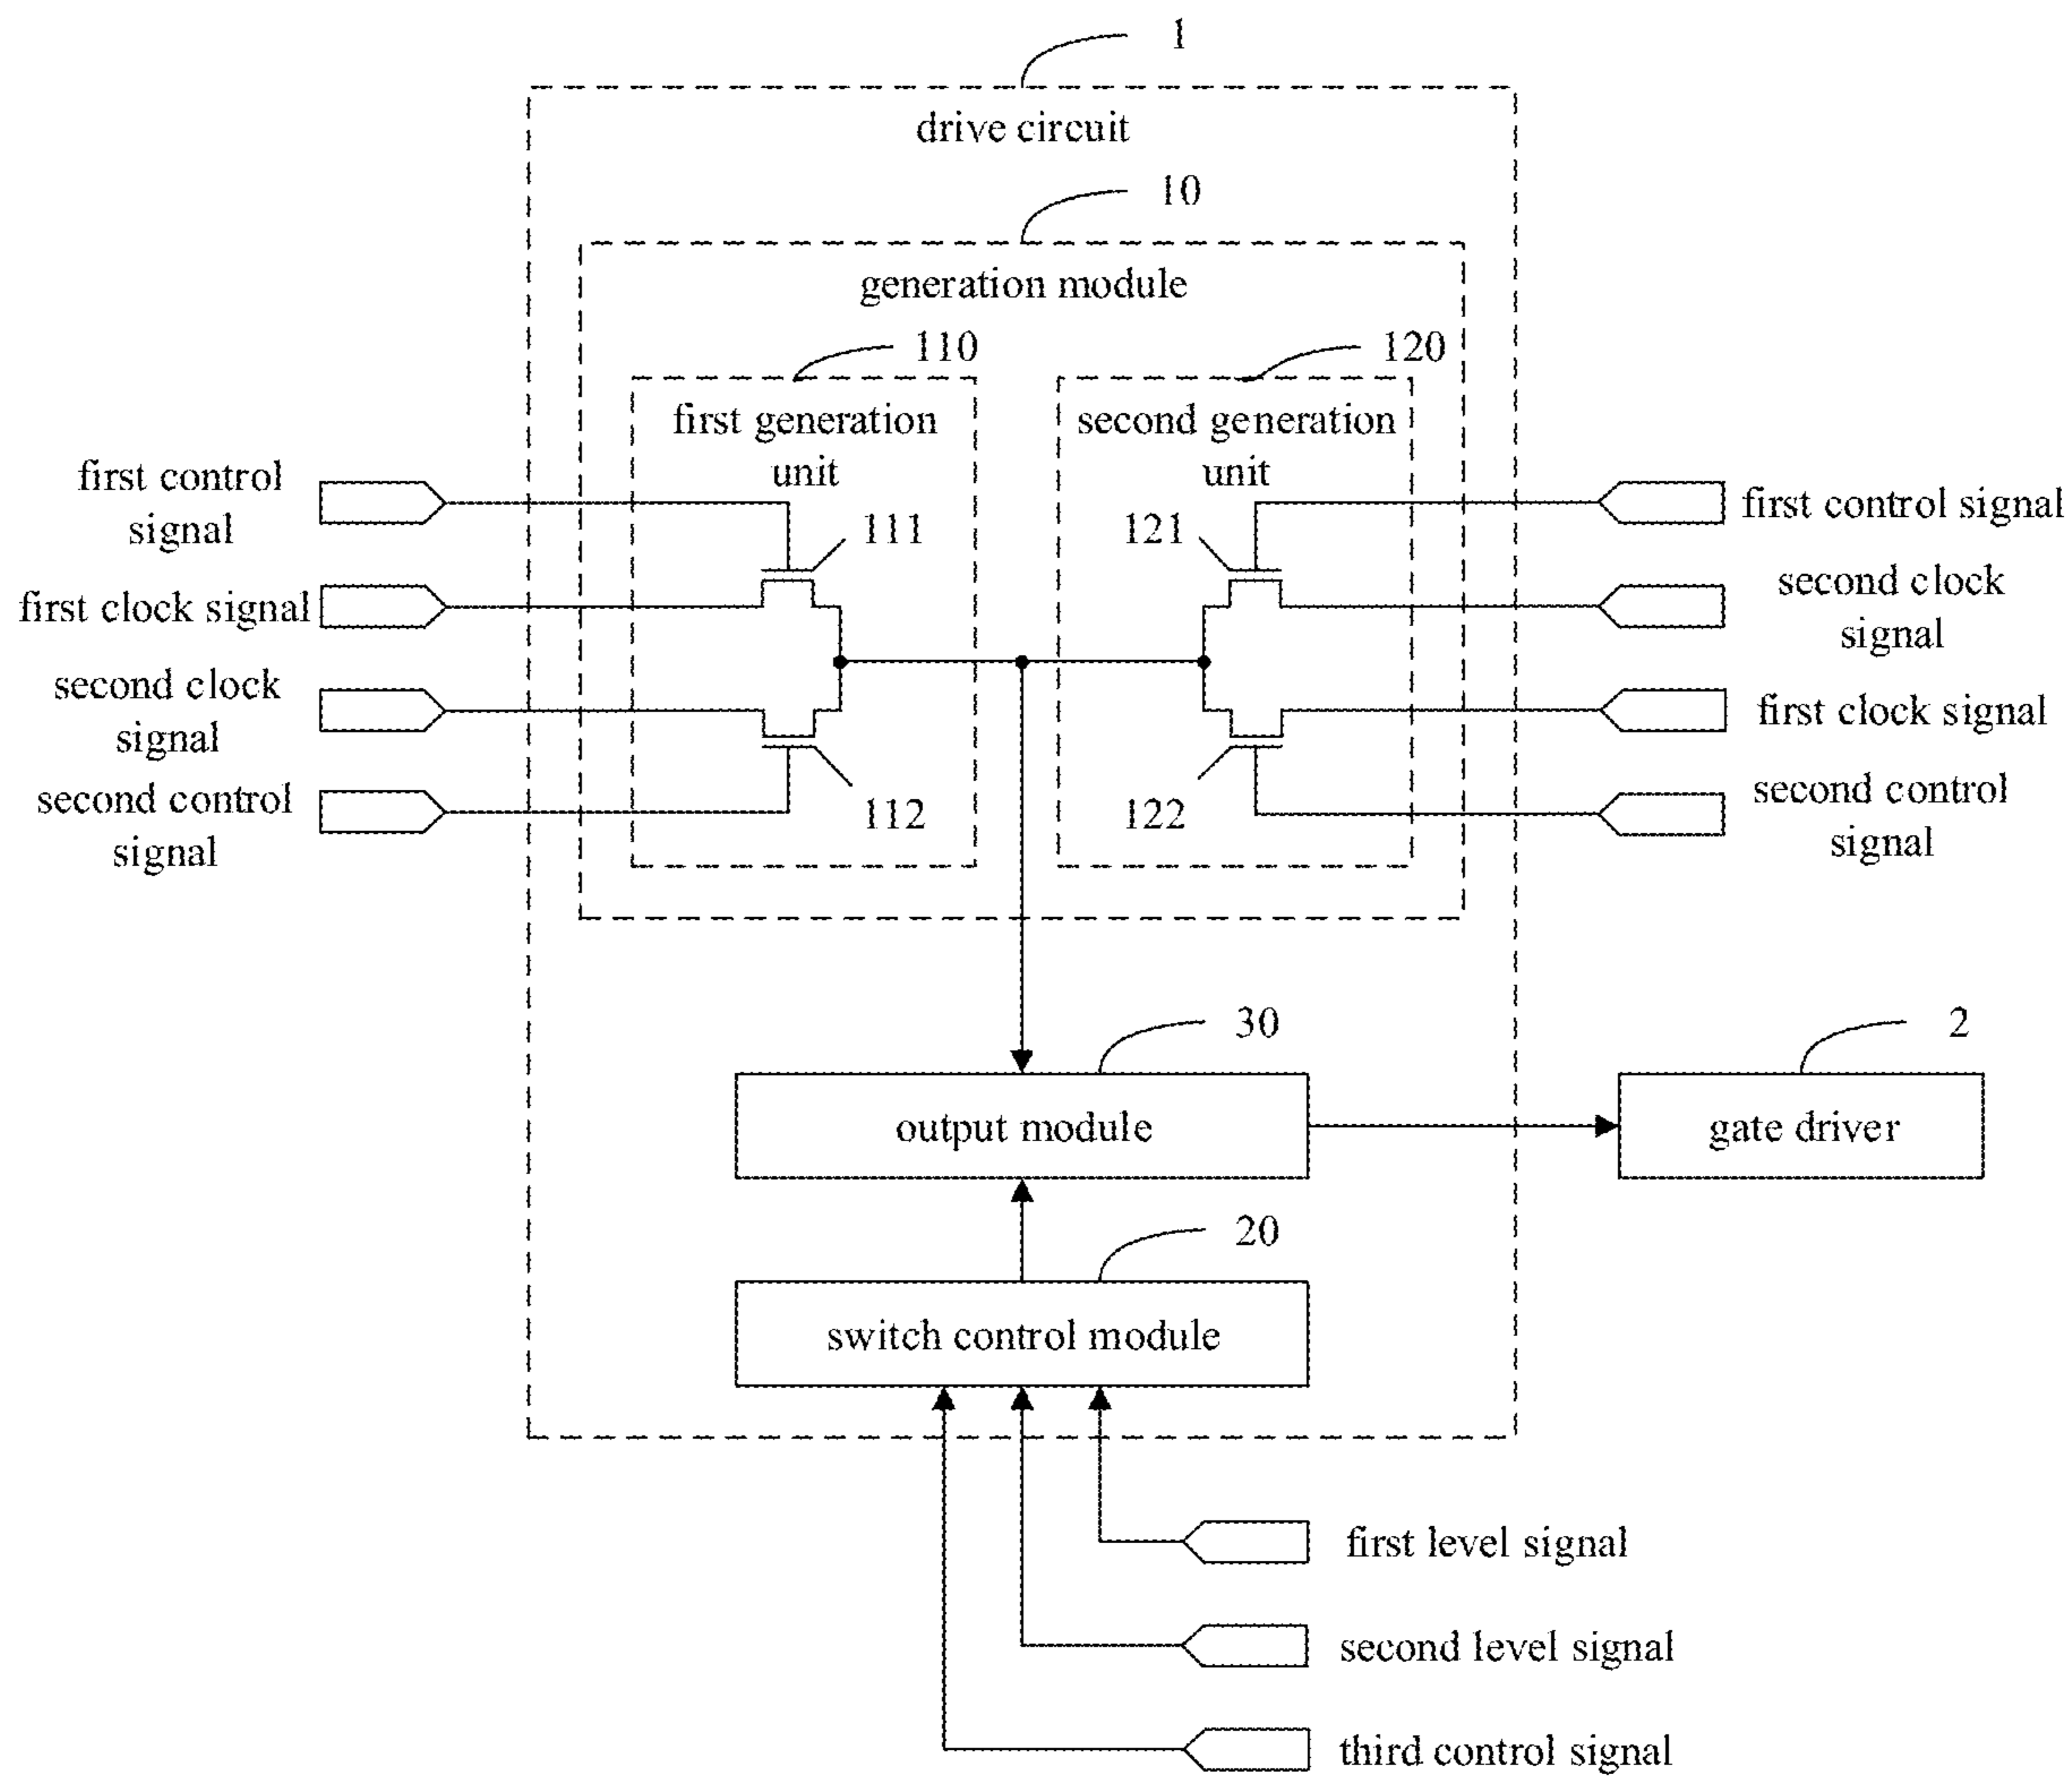 1
drive circuit
10
generation module
110
120
first generation
unit
second generation
unit
first control
signal
first control signal
111
121
first clock signal
second clock
signal
second clock
signal
first clock signal
second control
signal
112
122
second control
signal
30
2
output module
gate driver
20
switch control module
first level signal
second level signal
third control signal